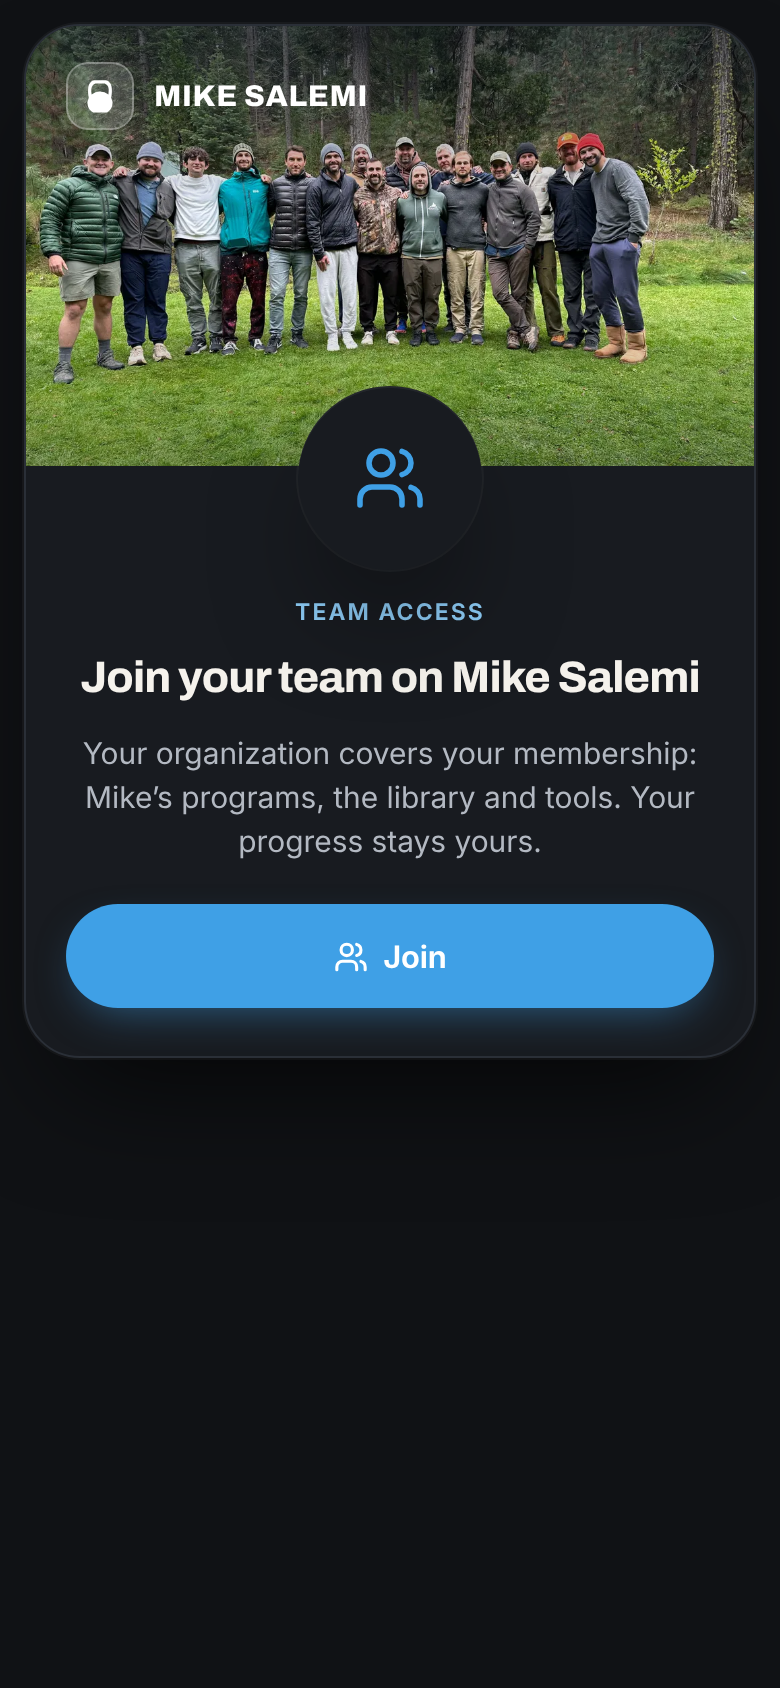 MIKE SALEMI
TEAM ACCESS
Join your team on Mike Salemi
Your organization covers your membership:
Mike’s programs, the library and tools. Your
progress stays yours.
Join